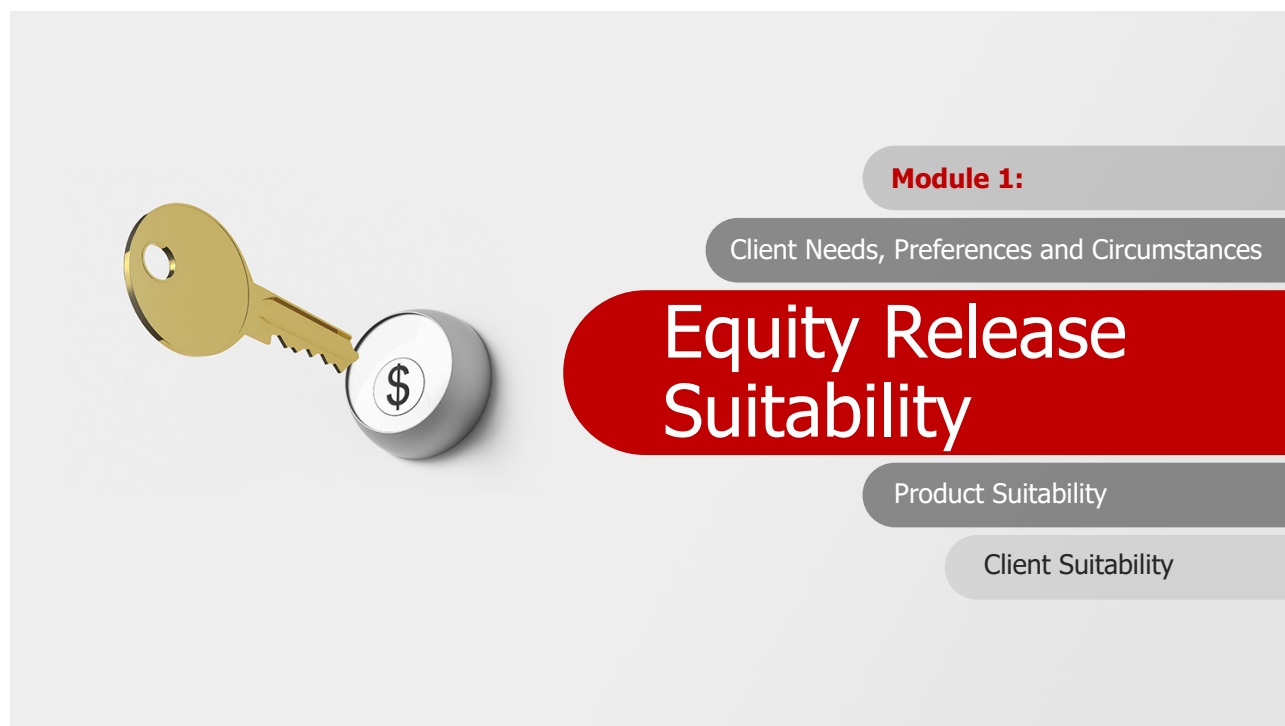 Module 1:
Client Needs, Preferences and Circumstances
Equity Release
Suitability
$
Product Suitability
Client Suitability